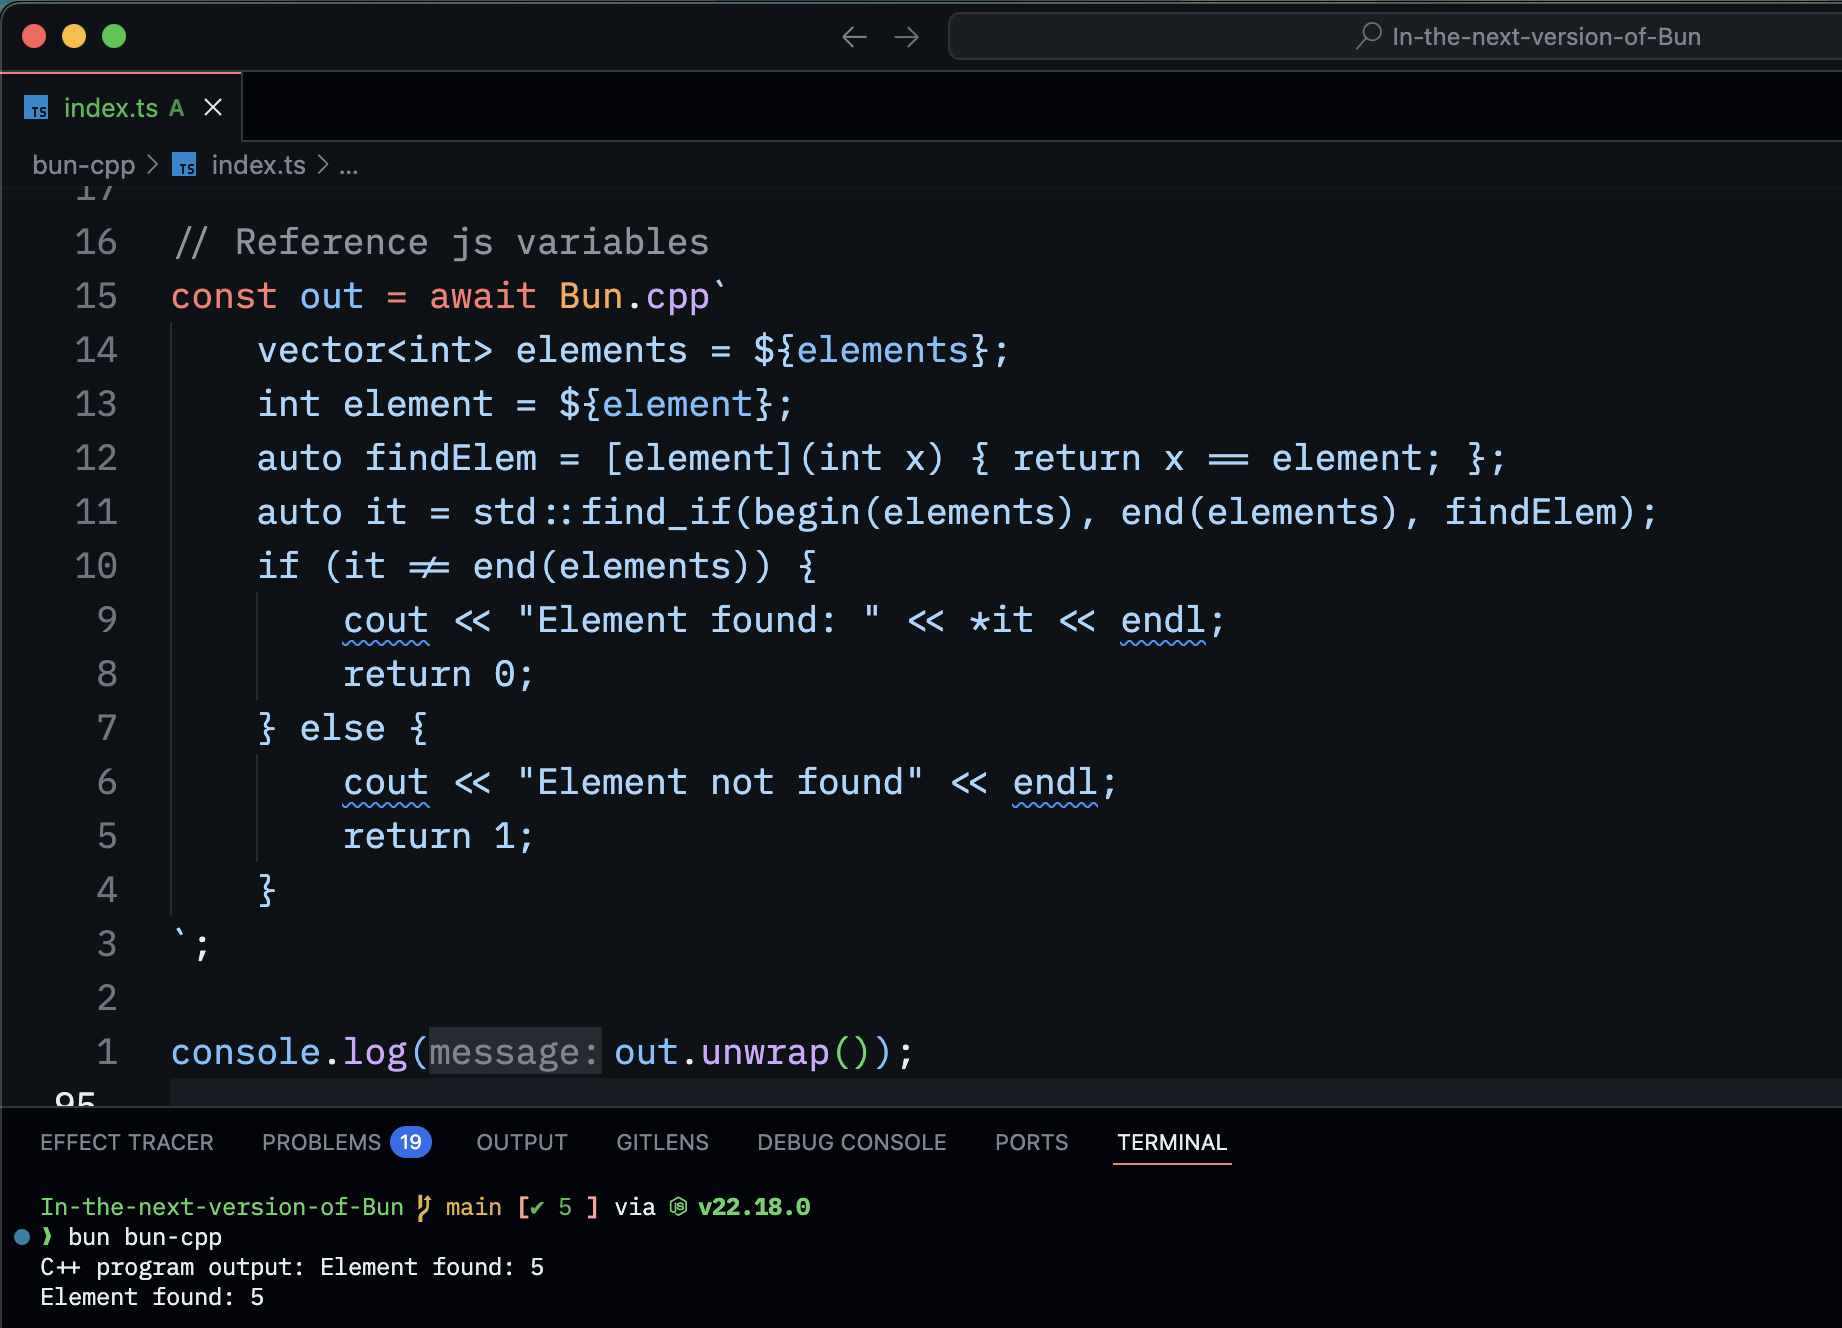 In-the-next-version-of-Bun
TS index.ts A
bun-cpp > TS index.ts > ...
17
16 // Reference js variables
15 const out = await Bun.cpp`
14 vector<int> elements = ${elements};
13 int element = ${element};
12 auto findElem = [element](int x) { return x == element; };
11 auto it = std::find_if(begin(elements), end(elements), findElem);
10 if (it != end(elements)) {
9 cout << "Element found: " << *it << endl;
8 return 0;
7 } else {
6 cout << "Element not found" << endl;
5 return 1;
4 }
3 `;
2
1 console.log(message: out.unwrap());
95
EFFECT TRACER PROBLEMS 19 OUTPUT GITLENS DEBUG CONSOLE PORTS TERMINAL
In-the-next-version-of-Bun main [✔ 5 ] via JS v22.18.0
❯ bun bun-cpp
C++ program output: Element found: 5
Element found: 5